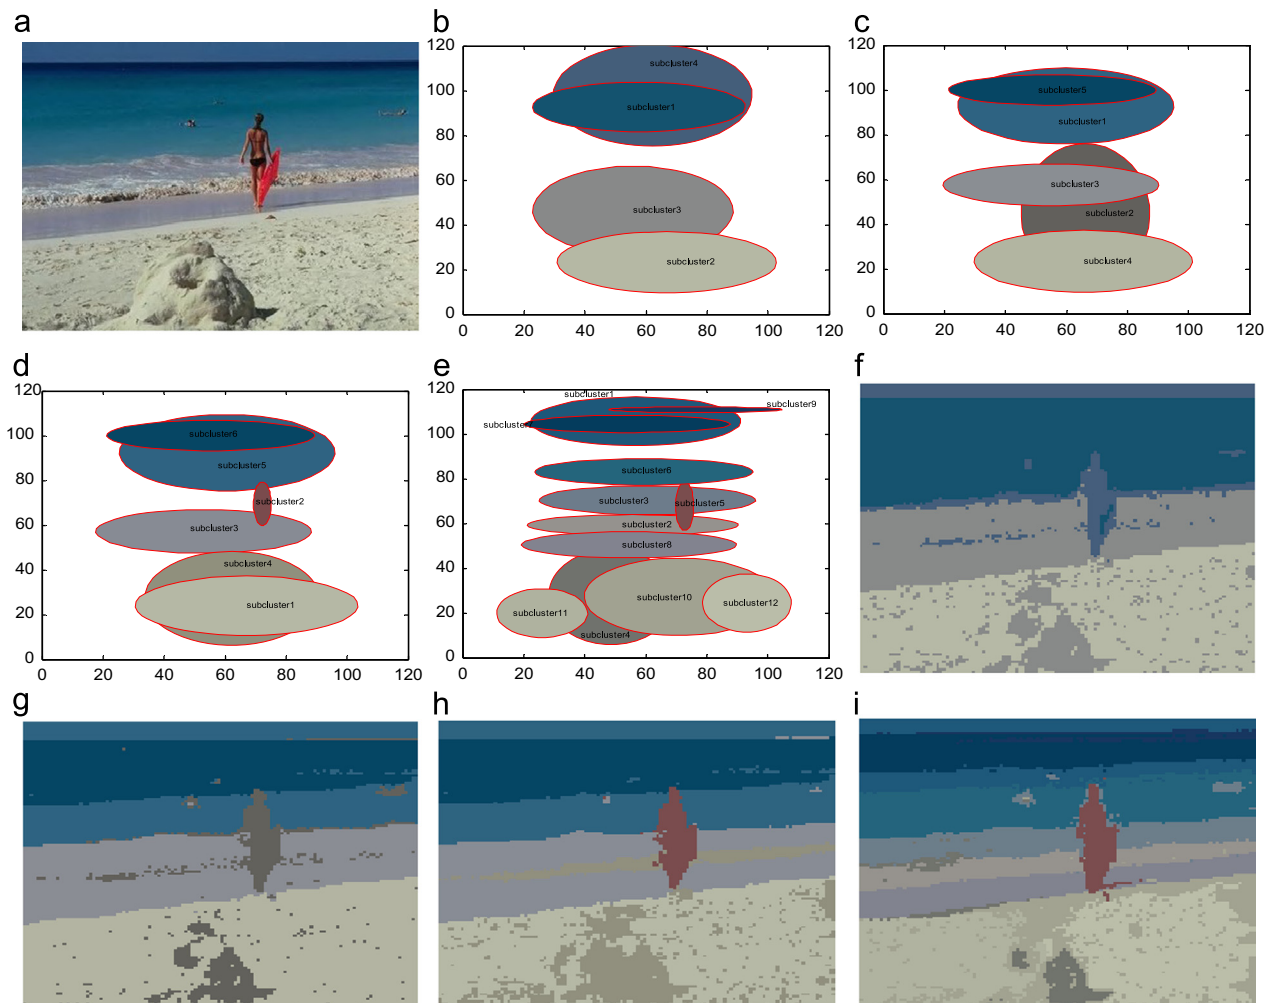 a
b
c
120
100
80
60
40
20
0
0
20
40
60
80
100
120
subcluster4
subcluster1
subcluster3
subcluster2
120
100
80
60
40
20
0
0
20
40
60
80
100
120
subcluster5
subcluster1
subcluster3
subcluster2
subcluster4
d
e
f
120
100
80
60
40
20
0
0
20
40
60
80
100
120
subcluster6
subcluster5
subcluster2
subcluster3
subcluster4
subcluster1
120
100
80
60
40
20
0
0
20
40
60
80
100
120
subcluster1
subcluster9
subcluster
subcluster6
subcluster3
subcluster5
subcluster2
subcluster8
subcluster10
subcluster12
subcluster11
subcluster4
g
h
i